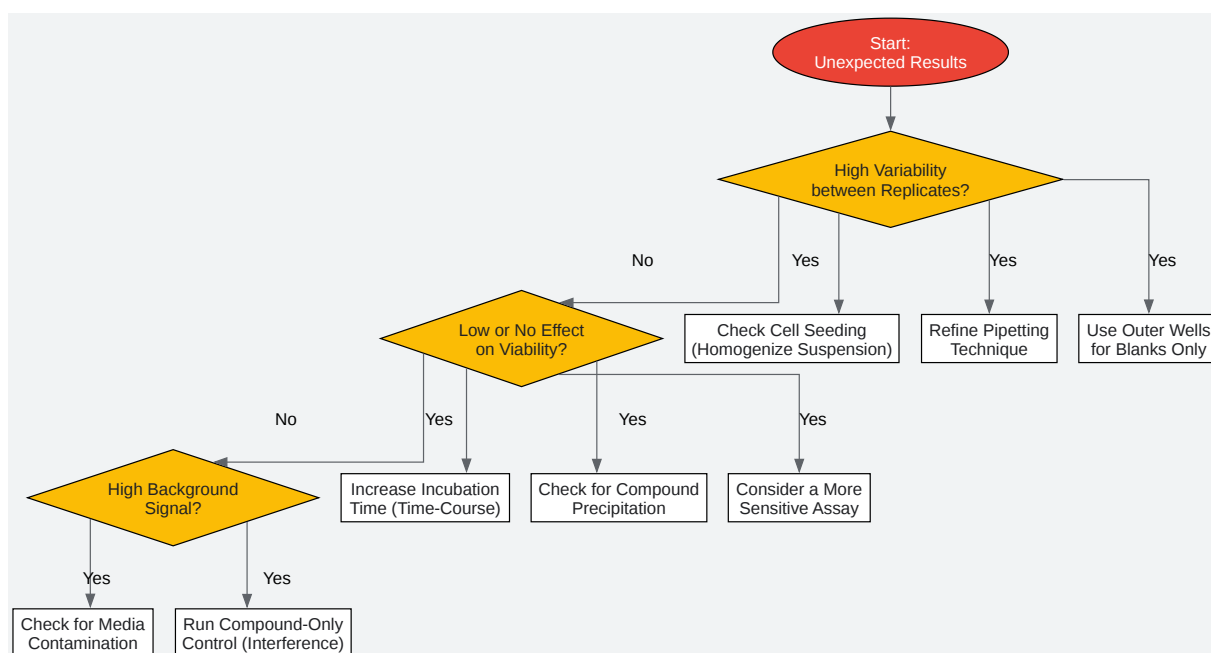 Start:
Unexpected Results
High Variability
between Replicates?
No
Yes
Yes
Yes
Low or No Effect
on Viability?
Check Cell Seeding
(Homogenize Suspension)
Refine Pipetting
Technique
Use Outer Wells
for Blanks Only
No
Yes
Yes
Yes
High Background
Signal?
Increase Incubation
Time (Time-Course)
Check for Compound
Precipitation
Consider a More
Sensitive Assay
Yes
Yes
Check for Media
Contamination
Run Compound-Only
Control (Interference)